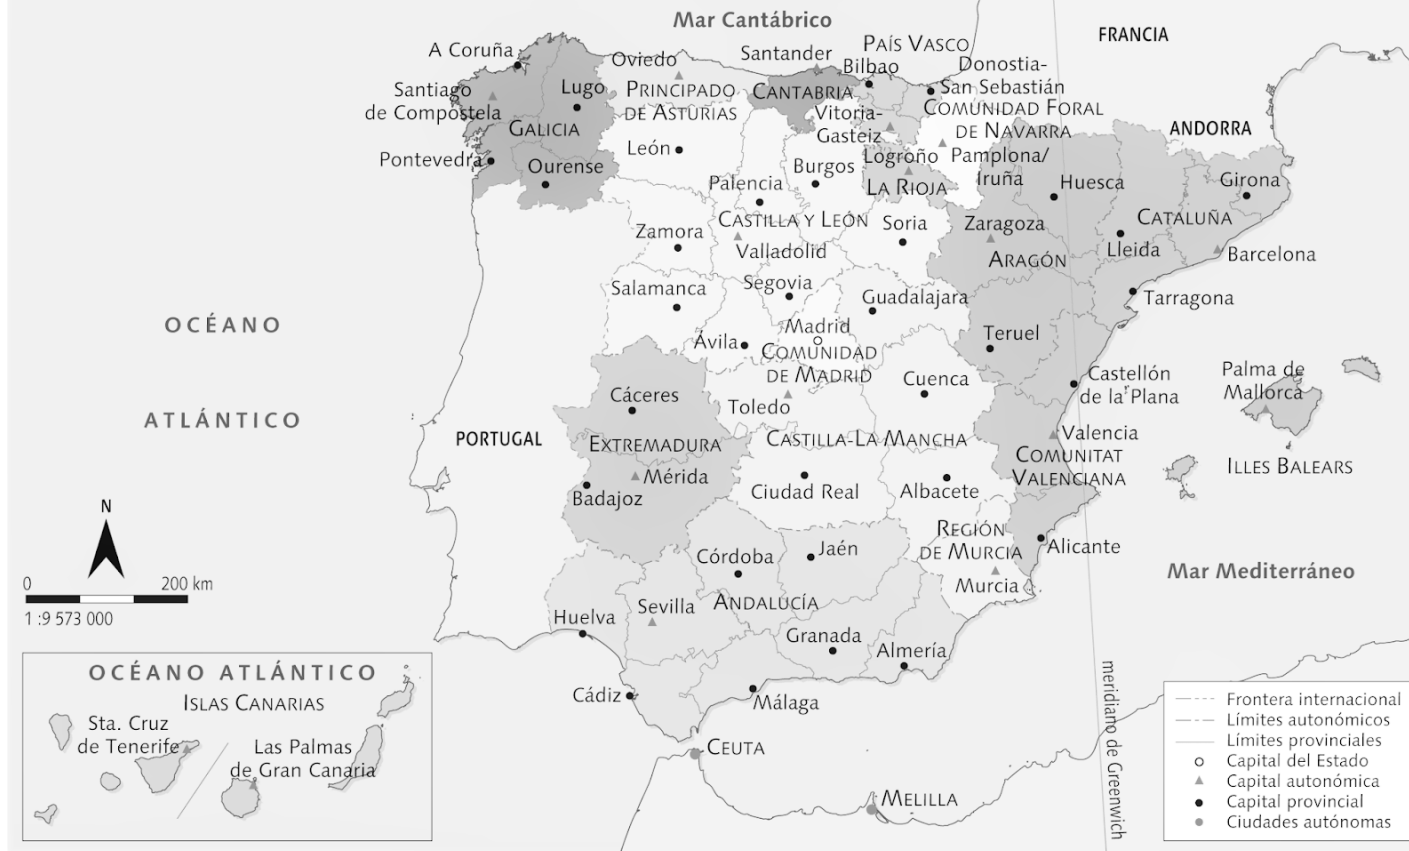 Mar Cantábrico
FRANCIA
A Coruña
Oviedo
Santander
PAÍS VASCO
Bilbao
Donostia-
San Sebastián
Santiago
de Compostela
Lugo
PRINCIPADO
DE ASTURIAS
CANTABRIA
Vitoria-
Gasteiz
COMUNIDAD FORAL
DE NAVARRA
ANDORRA
GALICIA
León
Burgos
Logroño
Pamplona/
Iruña
Pontevedra
Ourense
Palencia
LA RIOJA
Huesca
Girona
CATALUÑA
Zamora
CASTILLA Y LEÓN
Valladolid
Soria
Zaragoza
ARAGÓN
Lleida
Barcelona
Salamanca
Segovia
Guadalajara
Tarragona
OCÉANO
ATLÁNTICO
Ávila
Madrid
COMUNIDAD
DE MADRID
Teruel
Cáceres
Toledo
Cuenca
Castellón
de la Plana
Palma de
Mallorca
PORTUGAL
EXTREMADURA
CASTILLA-LA MANCHA
Valencia
COMUNITAT
VALENCIANA
ILLES BALEARS
Mérida
Badajoz
Ciudad Real
Albacete
N
0
200 km
1 :9 573 000
REGIÓN
DE MURCIA
Murcia
Alicante
Mar Mediterráneo
Córdoba
Jaén
Huelva
Sevilla
ANDALUCÍA
Granada
Almería
Cádiz
Málaga
OCÉANO ATLÁNTICO
ISLAS CANARIAS
Sta. Cruz
de Tenerife
Las Palmas
de Gran Canaria
CEUTA
MELILLA
meridiano de Greenwich
Frontera internacional
Límites autonómicos
Límites provinciales
Capital del Estado
Capital autonómica
Capital provincial
Ciudades autónomas